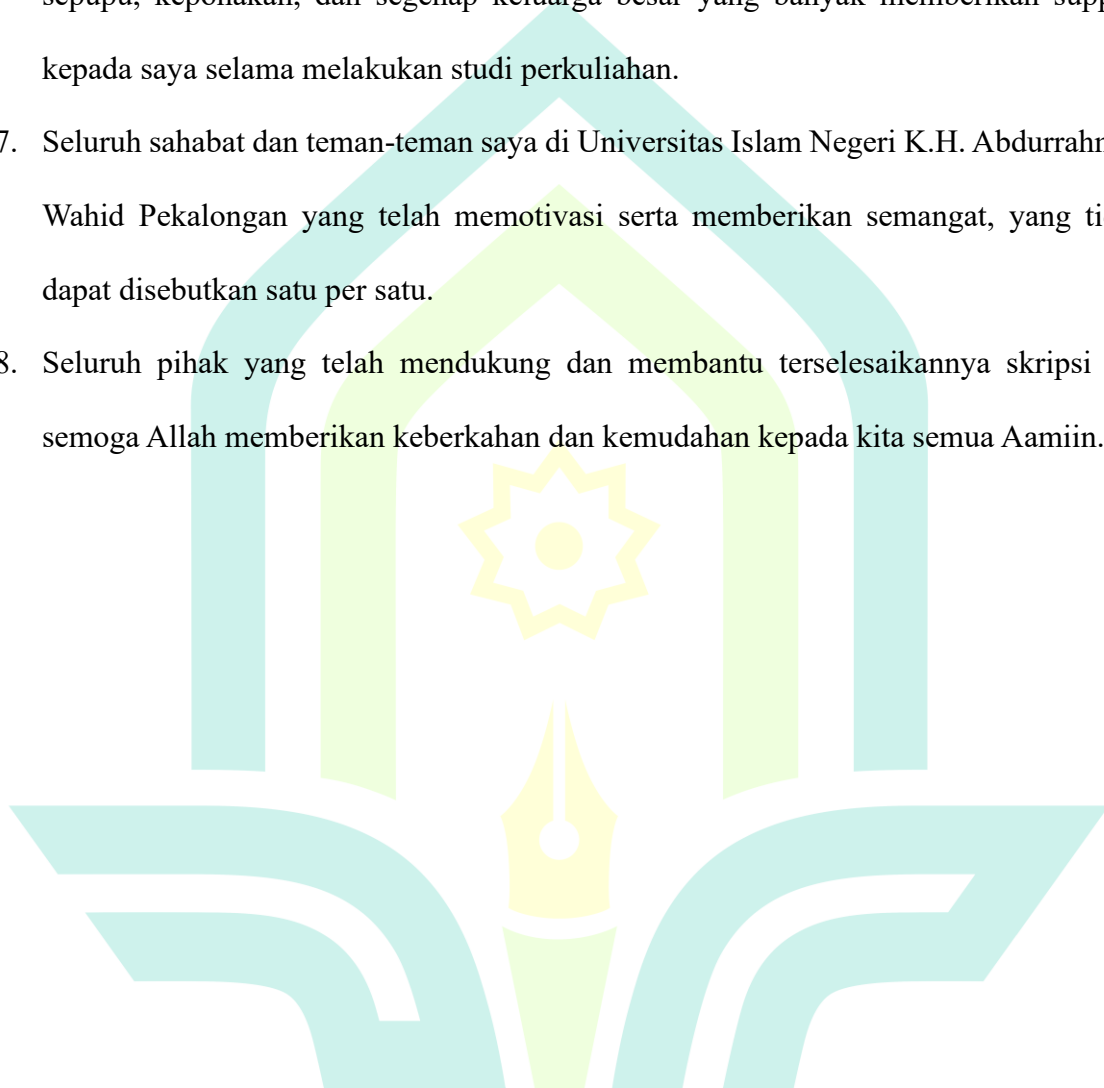 sepupu, keponakan, dan segenap keluarga besar yang banyak memberikan supp
kepada saya selama melakukan studi perkuliahan.
7. Seluruh sahabat dan teman-teman saya di Universitas Islam Negeri K.H. Abdurrah
Wahid Pekalongan yang telah memotivasi serta memberikan semangat, yang ti
dapat disebutkan satu per satu.
8. Seluruh pihak yang telah mendukung dan membantu terselesaikannya skripsi
semoga Allah memberikan keberkahan dan kemudahan kepada kita semua Aamiin.